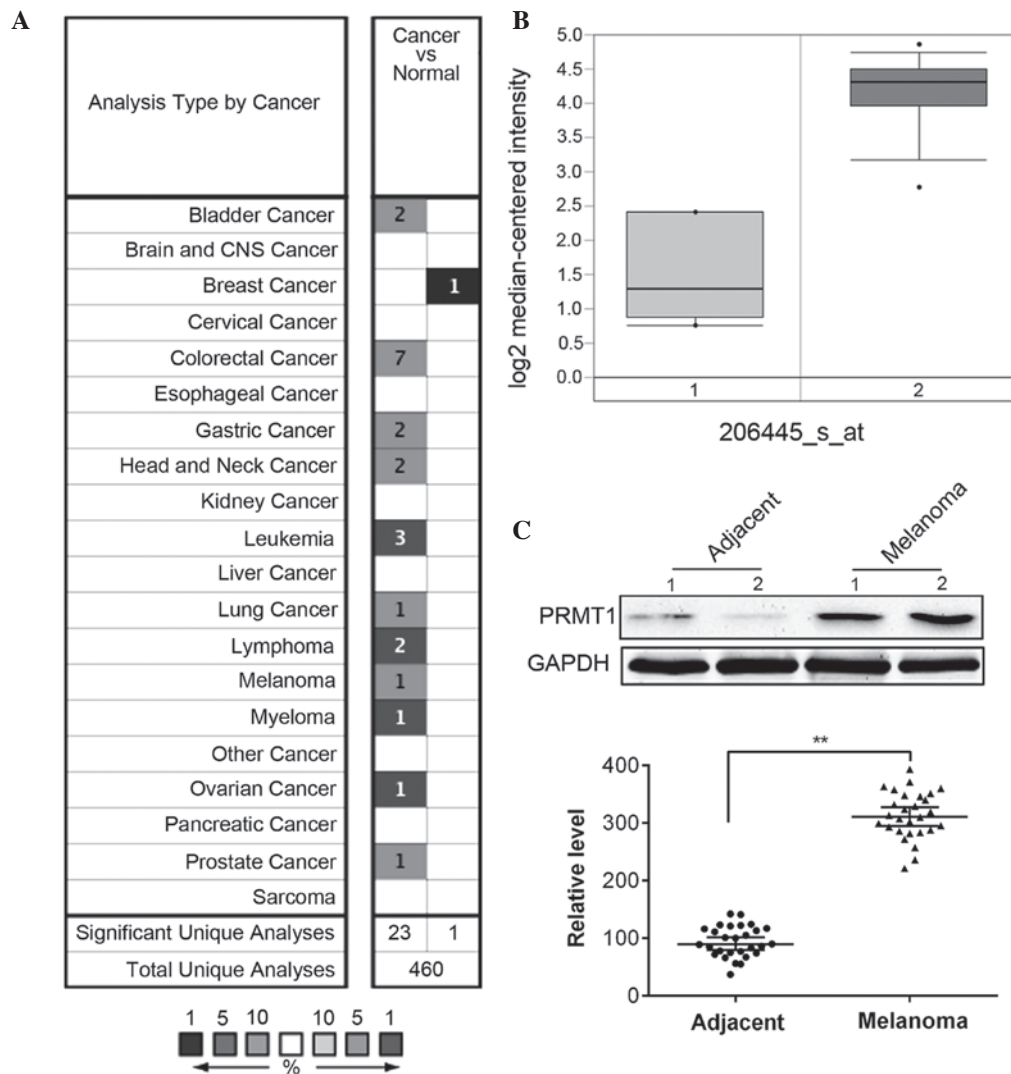 A
Analysis Type by Cancer
Cancer
vs
Normal
Bladder Cancer 2
Brain and CNS Cancer
Breast Cancer 1
Cervical Cancer
Colorectal Cancer 7
Esophageal Cancer
Gastric Cancer 2
Head and Neck Cancer 2
Kidney Cancer
Leukemia 3
Liver Cancer
Lung Cancer 1
Lymphoma 2
Melanoma 1
Myeloma 1
Other Cancer
Ovarian Cancer 1
Pancreatic Cancer
Prostate Cancer 1
Sarcoma
Significant Unique Analyses 23 1
Total Unique Analyses 460
1 5 10 10 5 1
%
B
log2 median-centered intensity
5.0
4.5
4.0
3.5
3.0
2.5
2.0
1.5
1.0
0.5
0.0
1 2
206445_s_at
C
Adjacent Melanoma
1 2 1 2
PRMT1
GAPDH
**
Relative level
400
300
200
100
0
Adjacent Melanoma